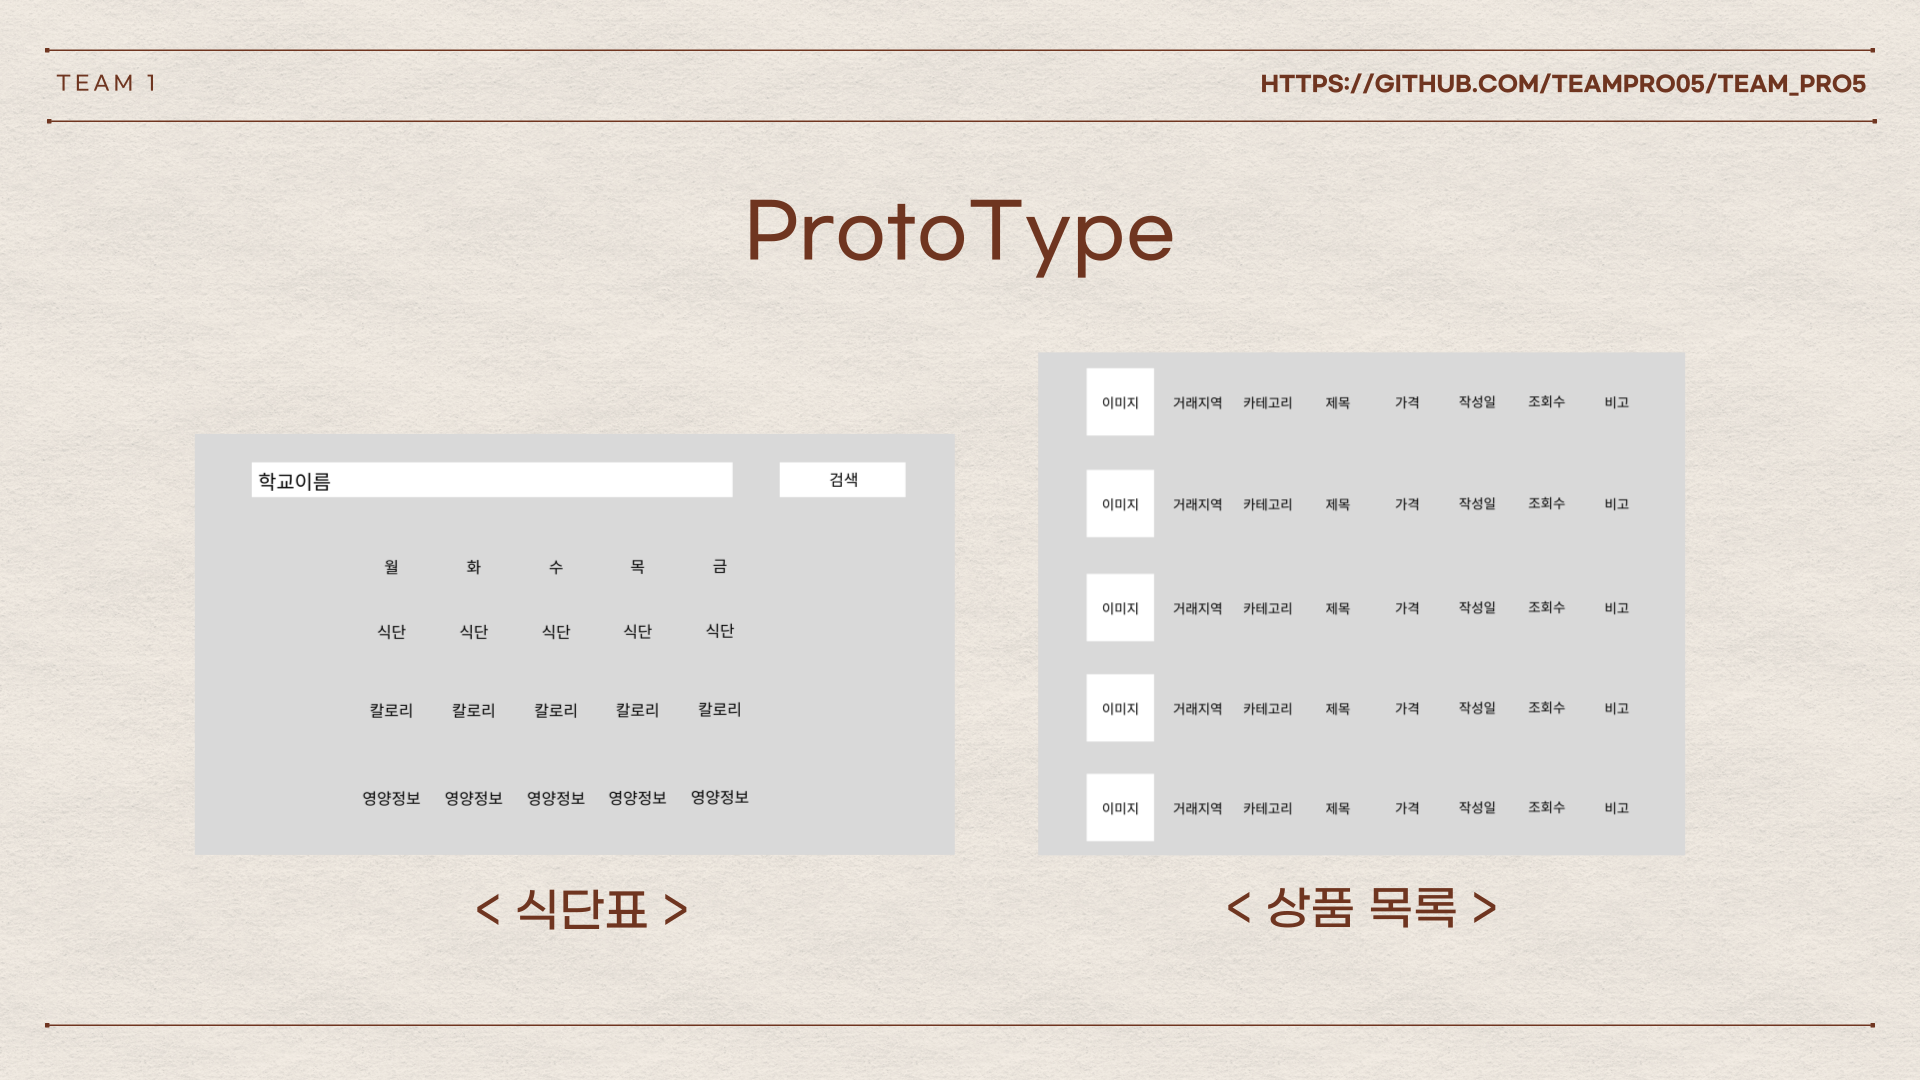 TEAM 1
HTTPS://GITHUB.COM/TEAMPRO05/TEAM_PRO5
ProtoType
학교이름 검색
월 화 수 목 금
식단 식단 식단 식단 식단
칼로리 칼로리 칼로리 칼로리 칼로리
영양정보 영양정보 영양정보 영양정보 영양정보
< 식단표 >
이미지 거래지역 카테고리 제목 가격 작성일 조회수 비고
이미지 거래지역 카테고리 제목 가격 작성일 조회수 비고
이미지 거래지역 카테고리 제목 가격 작성일 조회수 비고
이미지 거래지역 카테고리 제목 가격 작성일 조회수 비고
이미지 거래지역 카테고리 제목 가격 작성일 조회수 비고
< 상품 목록 >